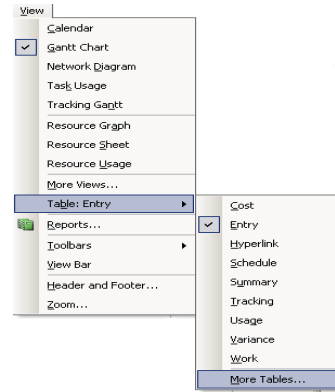 View
Calendar
Gantt Chart
Network Diagram
Task Usage
Tracking Gantt
Resource Graph
Resource Sheet
Resource Usage
More Views...
Table: Entry
Reports...
Toolbars
View Bar
Header and Footer...
Zoom...
Cost
Entry
Hyperlink
Schedule
Summary
Tracking
Usage
Variance
Work
More Tables...